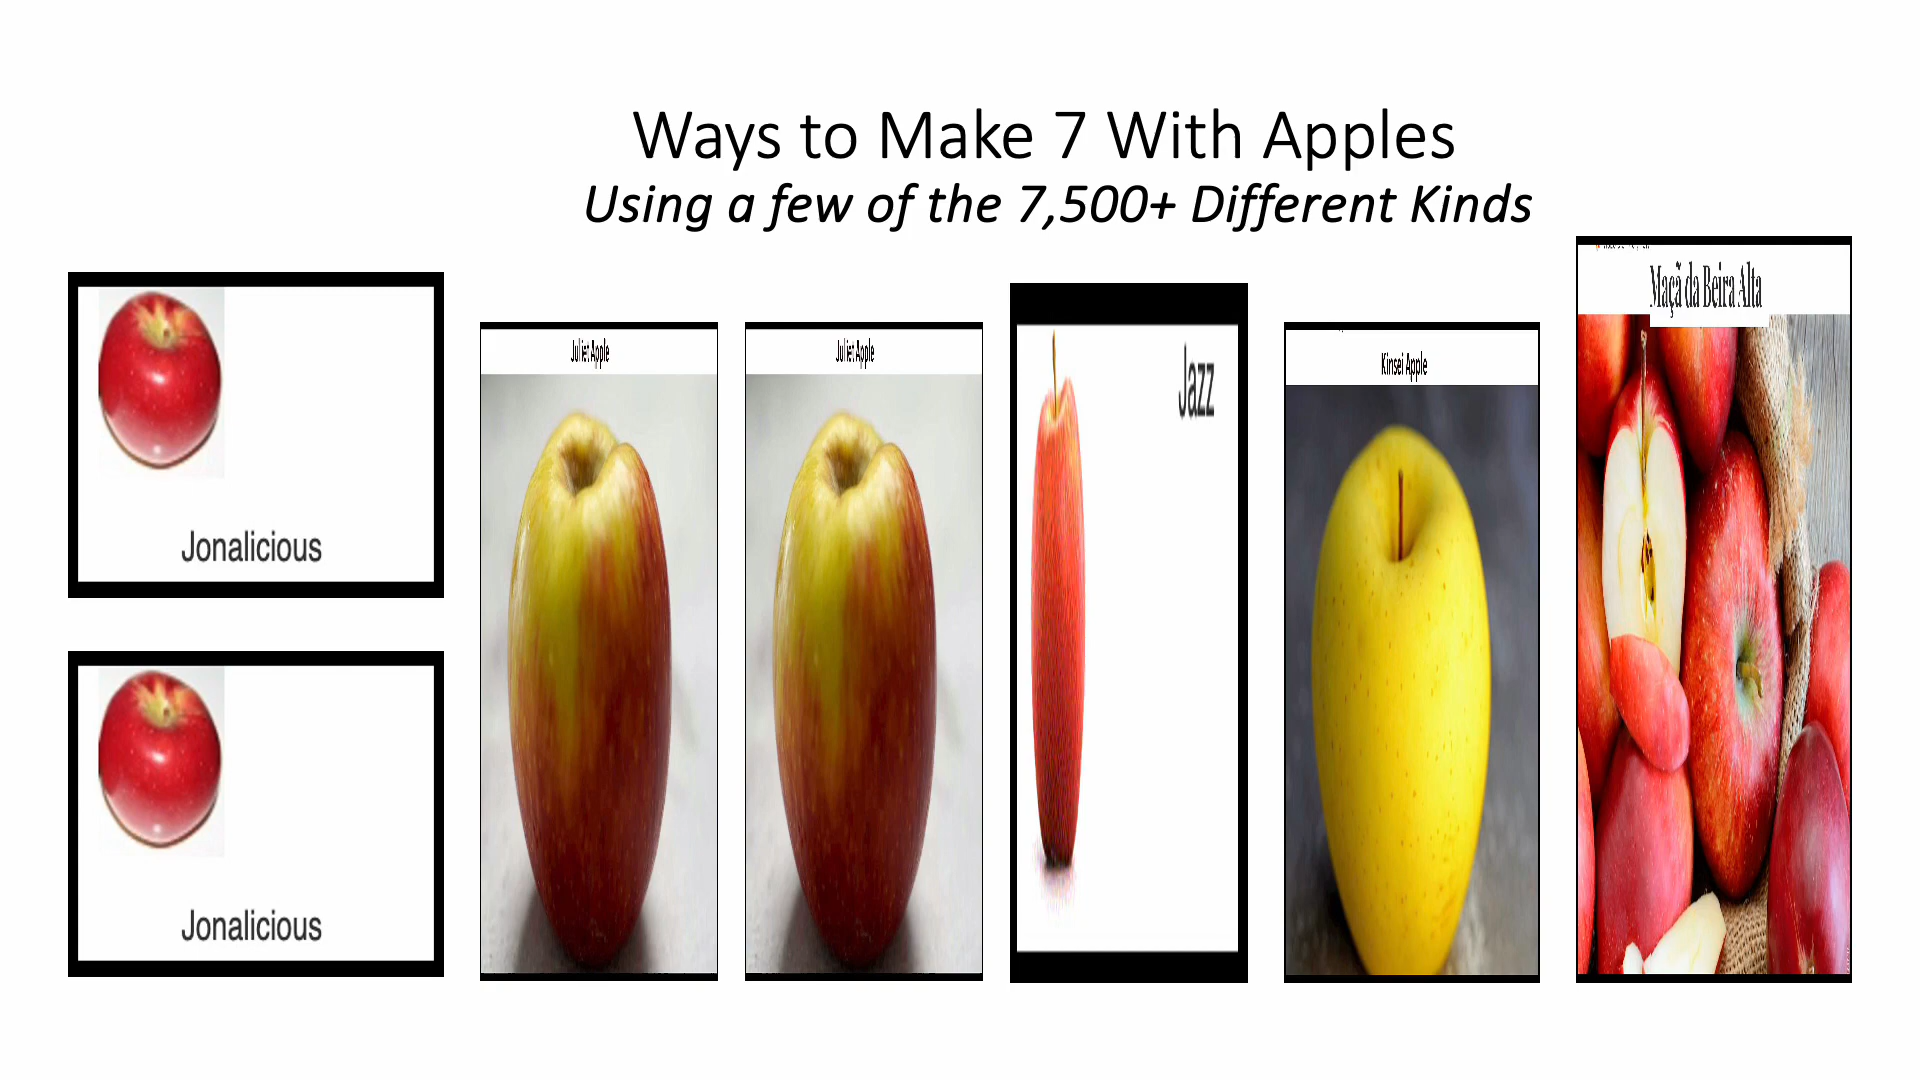 Ways to Make 7 With Apples
Using a few of the 7,500+ Different Kinds
Jonalicious
Jonalicious
Juliet Apple
Juliet Apple
Jazz
Kinsei Apple
Maçã da Beira Alta